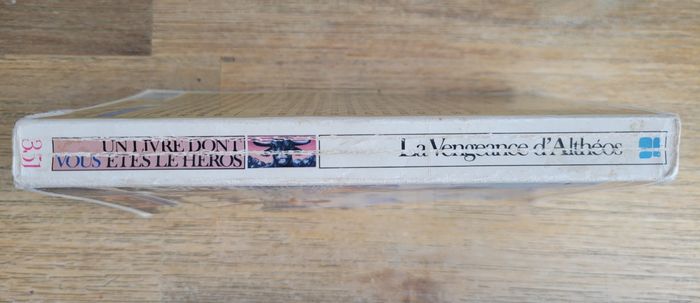 351
UN LIVRE DONT
VOUS ÊTES LE HÉROS
La Vengeance d'Althéos